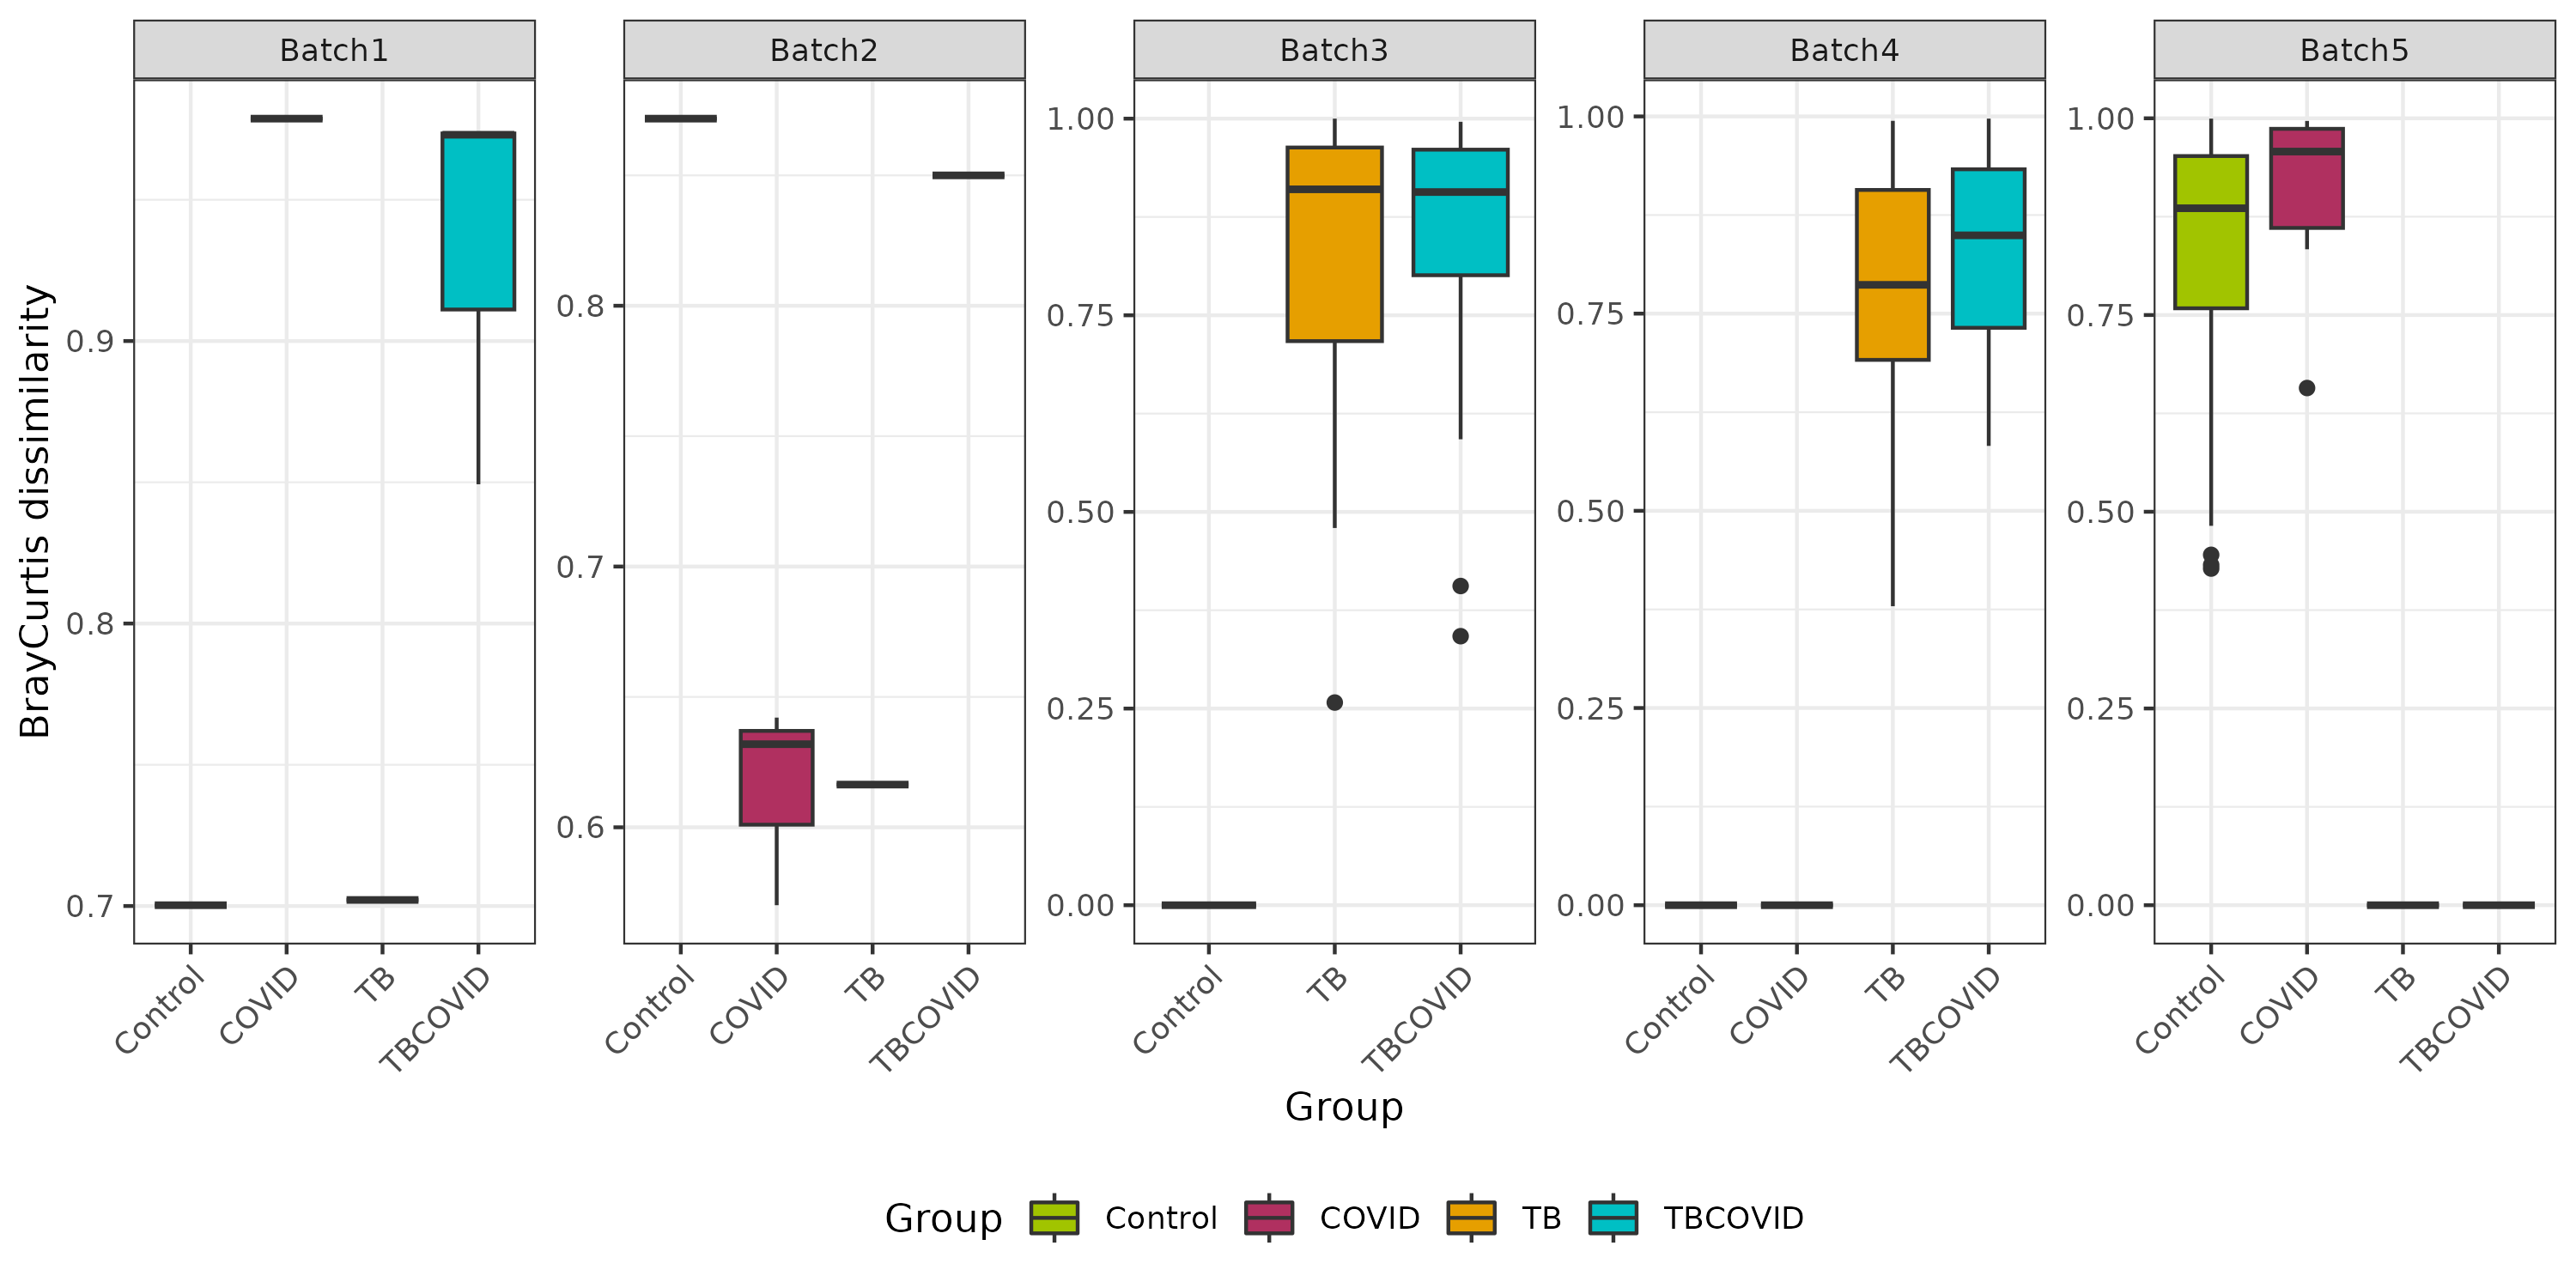 Batch1 Batch2 Batch3 Batch4 Batch5
BrayCurtis dissimilarity
0.9
0.8
0.7
0.8
0.7
0.6
1.00
0.75
0.50
0.25
0.00
1.00
0.75
0.50
0.25
0.00
1.00
0.75
0.50
0.25
0.00
Control COVID TB TBCOVID
Control COVID TB TBCOVID
Control TB TBCOVID
Control COVID TB TBCOVID
Control COVID TB TBCOVID
Group
Group Control COVID TB TBCOVID